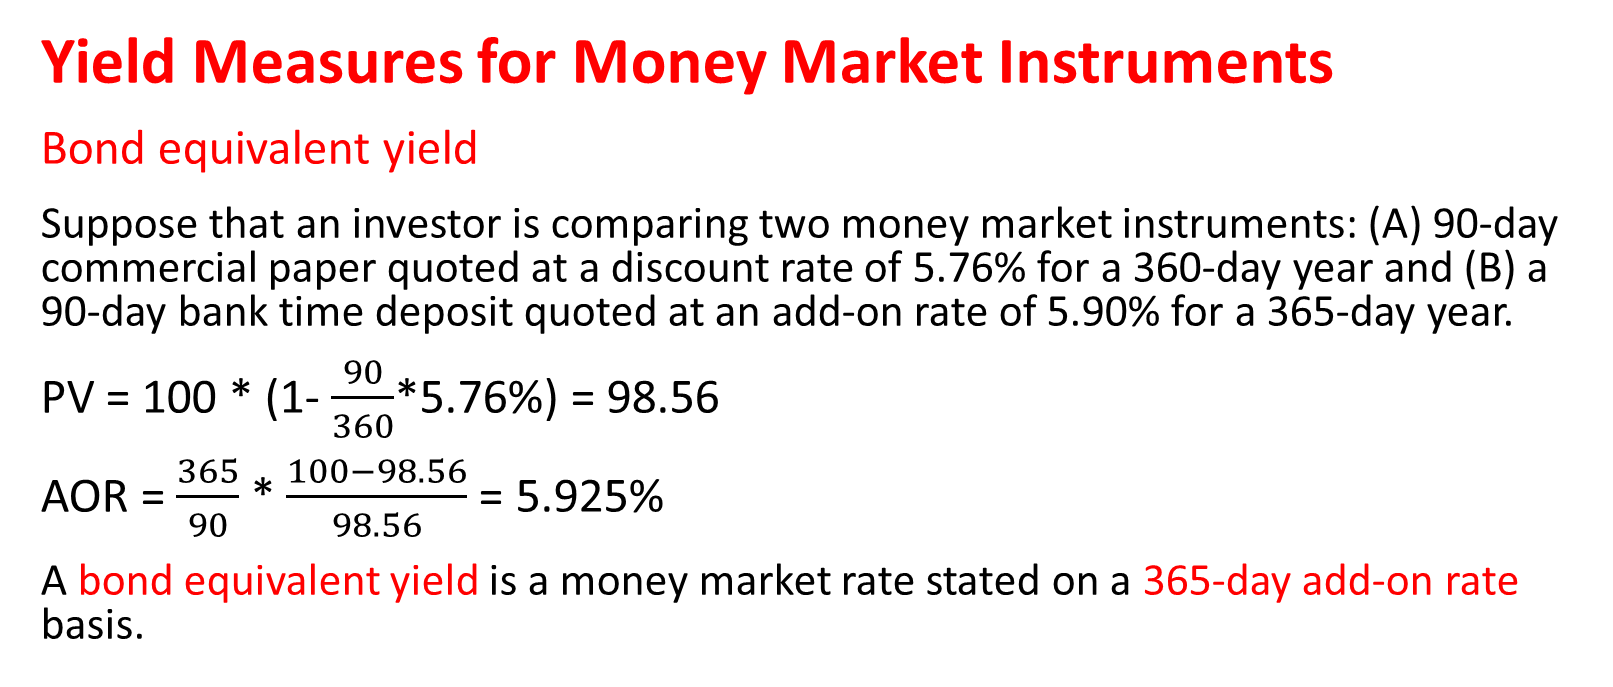 Yield Measures for Money Market Instruments
Bond equivalent yield
Suppose that an investor is comparing two money market instruments: (A) 90-day
commercial paper quoted at a discount rate of 5.76% for a 360-day year and (B) a
90-day bank time deposit quoted at an add-on rate of 5.90% for a 365-day year.
PV = 100 * (1- 90/360 *5.76%) = 98.56
AOR = 365/90 * 100−98.56/98.56 = 5.925%
A bond equivalent yield is a money market rate stated on a 365-day add-on rate
basis.